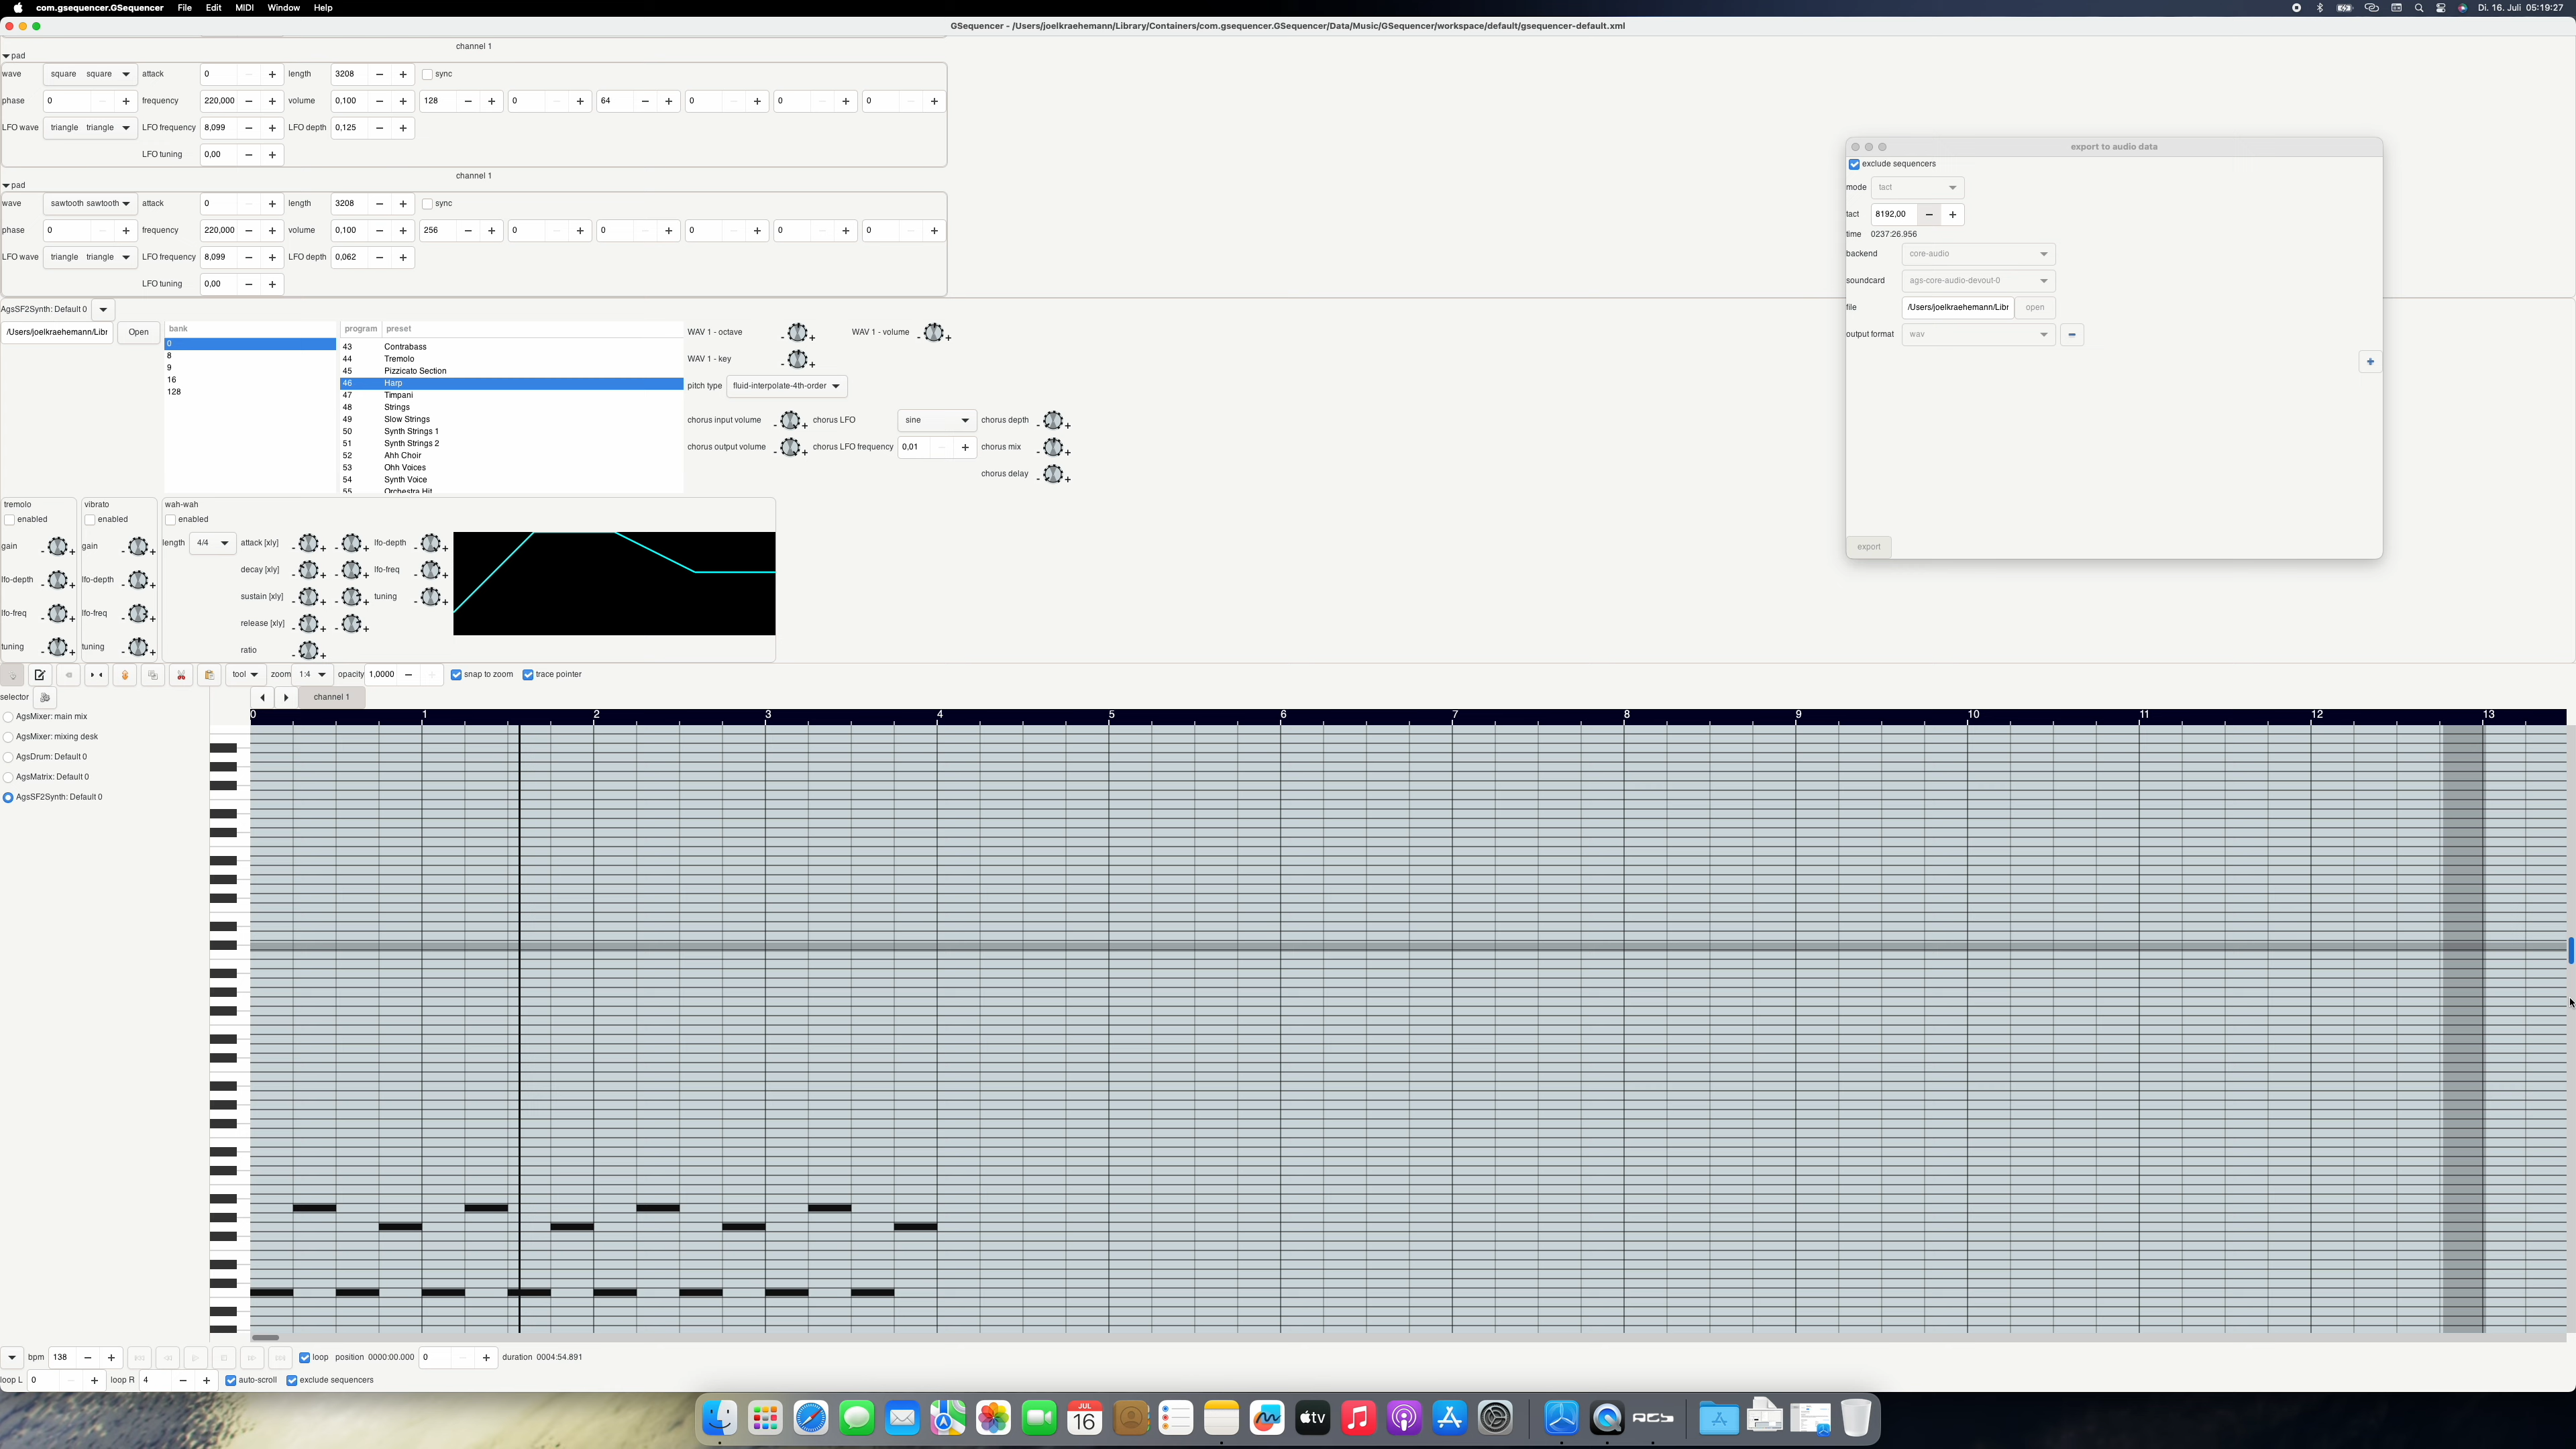 com.gsequencer.GSequencer File Edit MIDI Window Help Di. 16. Juli 05:19:27
GSequencer - /Users/joelkraehemann/Library/Containers/com.gsequencer.GSequencer/Data/Music/GSequencer/workspace/default/gsequencer-default.xml
channel 1
pad
wave square square attack 0 length 3208 sync
phase 0 frequency 220,000 volume 0,100 128 0 64 0 0 0
LFO wave triangle triangle LFO frequency 8,099 LFO depth 0,125
LFO tuning 0,00
channel 1
pad
wave sawtooth sawtooth attack 0 length 3208 sync
phase 0 frequency 220,000 volume 0,100 256 0 0 0 0 0
LFO wave triangle triangle LFO frequency 8,099 LFO depth 0,062
LFO tuning 0,00
export to audio data
exclude sequencers
mode tact
tact 8192,00
time 0237:26.956
backend core-audio
soundcard ags-core-audio-devout-0
file /Users/joelkraehemann/Libr open
output format wav
export
AgsSF2Synth: Default 0
/Users/joelkraehemann/Libr Open
bank
0
8
9
16
128
program preset
43 Contrabass
44 Tremolo
45 Pizzicato Section
46 Harp
47 Timpani
48 Strings
49 Slow Strings
50 Synth Strings 1
51 Synth Strings 2
52 Ahh Choir
53 Ohh Voices
54 Synth Voice
55 Orchestra Hit
WAV 1 - octave WAV 1 - volume
WAV 1 - key
pitch type fluid-interpolate-4th-order
chorus input volume chorus LFO sine chorus depth
chorus output volume chorus LFO frequency 0,01 chorus mix
chorus delay
tremolo
enabled
gain
lfo-depth
lfo-freq
tuning
vibrato
enabled
gain
lfo-depth
lfo-freq
tuning
wah-wah
enabled
length 4/4 attack [x|y] lfo-depth
decay [x|y] lfo-freq
sustain [x|y] tuning
release [x|y]
ratio
tool zoom 1:4 opacity 1,0000 snap to zoom trace pointer
selector channel 1
AgsMixer: main mix
AgsMixer: mixing desk
AgsDrum: Default 0
AgsMatrix: Default 0
AgsSF2Synth: Default 0
0 1 2 3 4 5 6 7 8 9 10 11 12 13
bpm 138 loop position 0000:00.000 0 duration 0004:54.891
loop L 0 loop R 4 auto-scroll exclude sequencers
JUL
16
tv